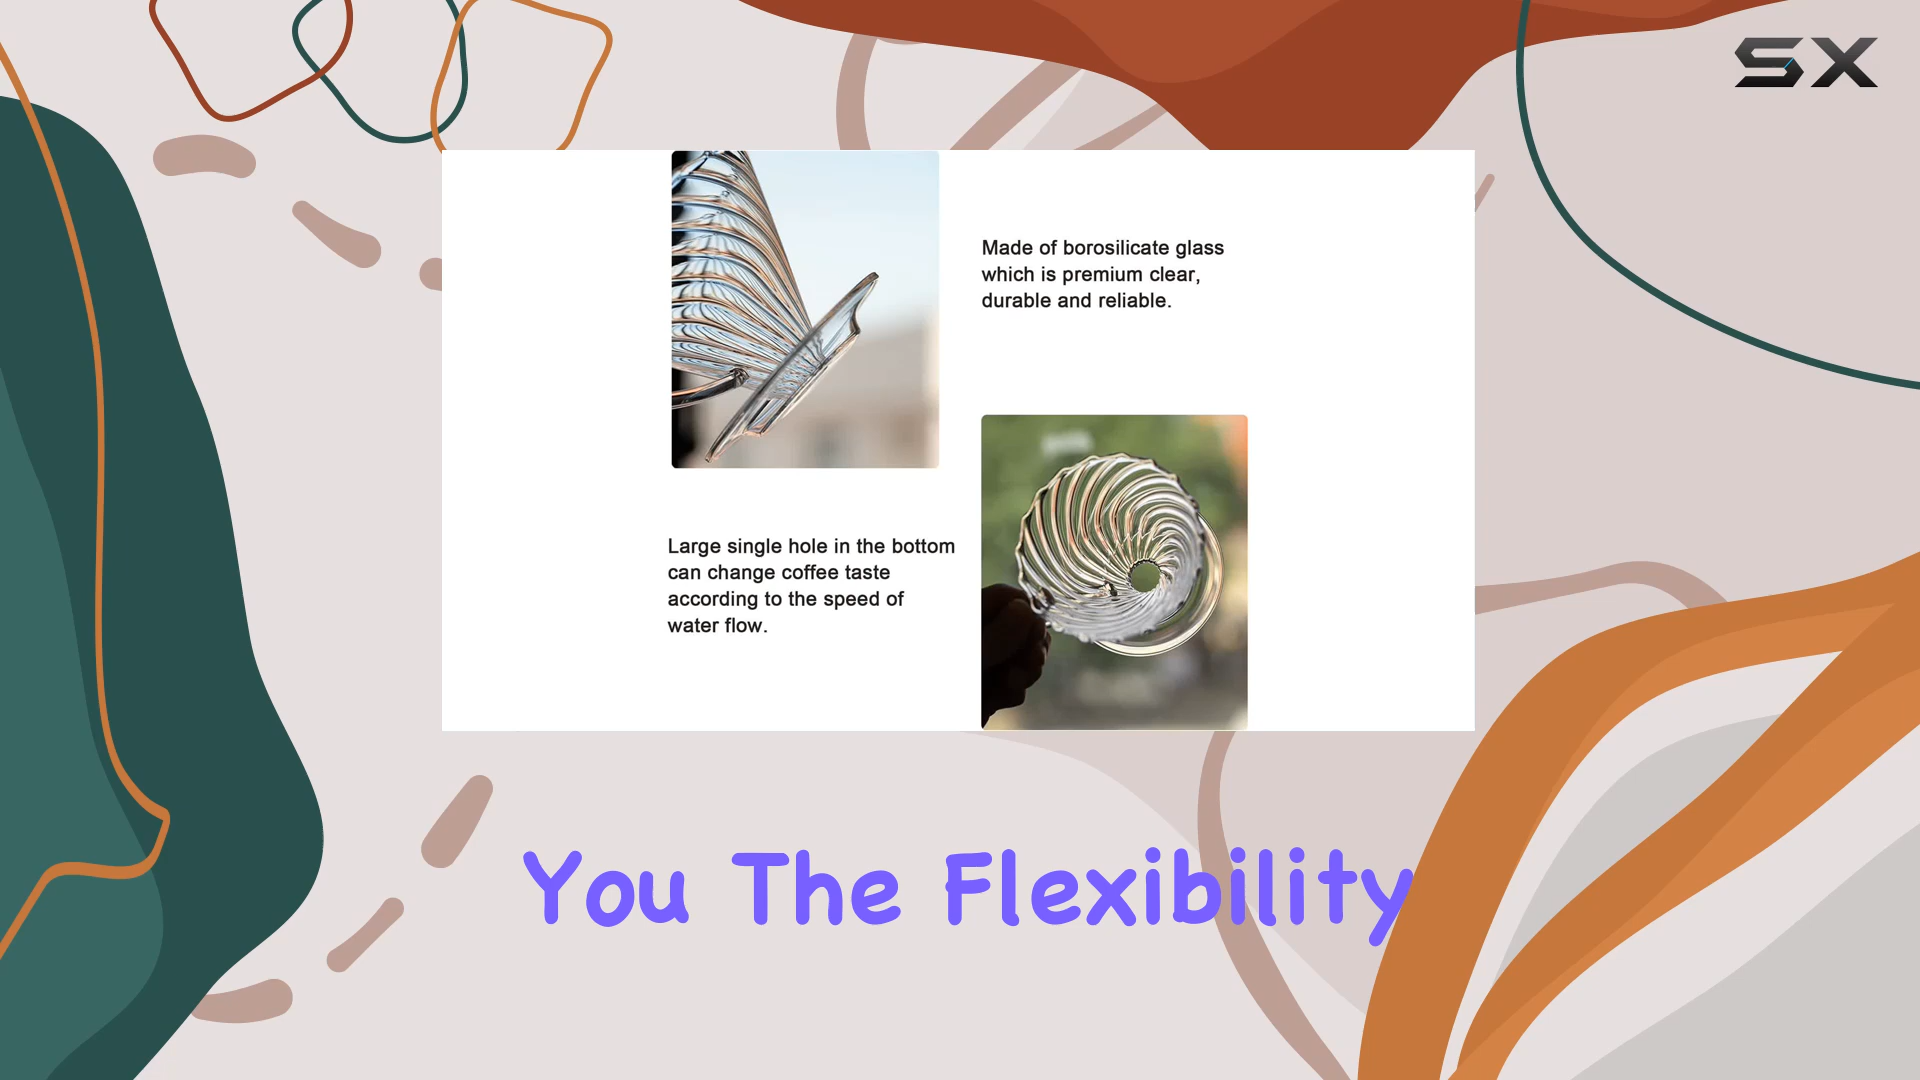 SX
Made of borosilicate glass
which is premium clear,
durable and reliable.
Large single hole in the bottom
can change coffee taste
according to the speed of
water flow.
You The Flexibility